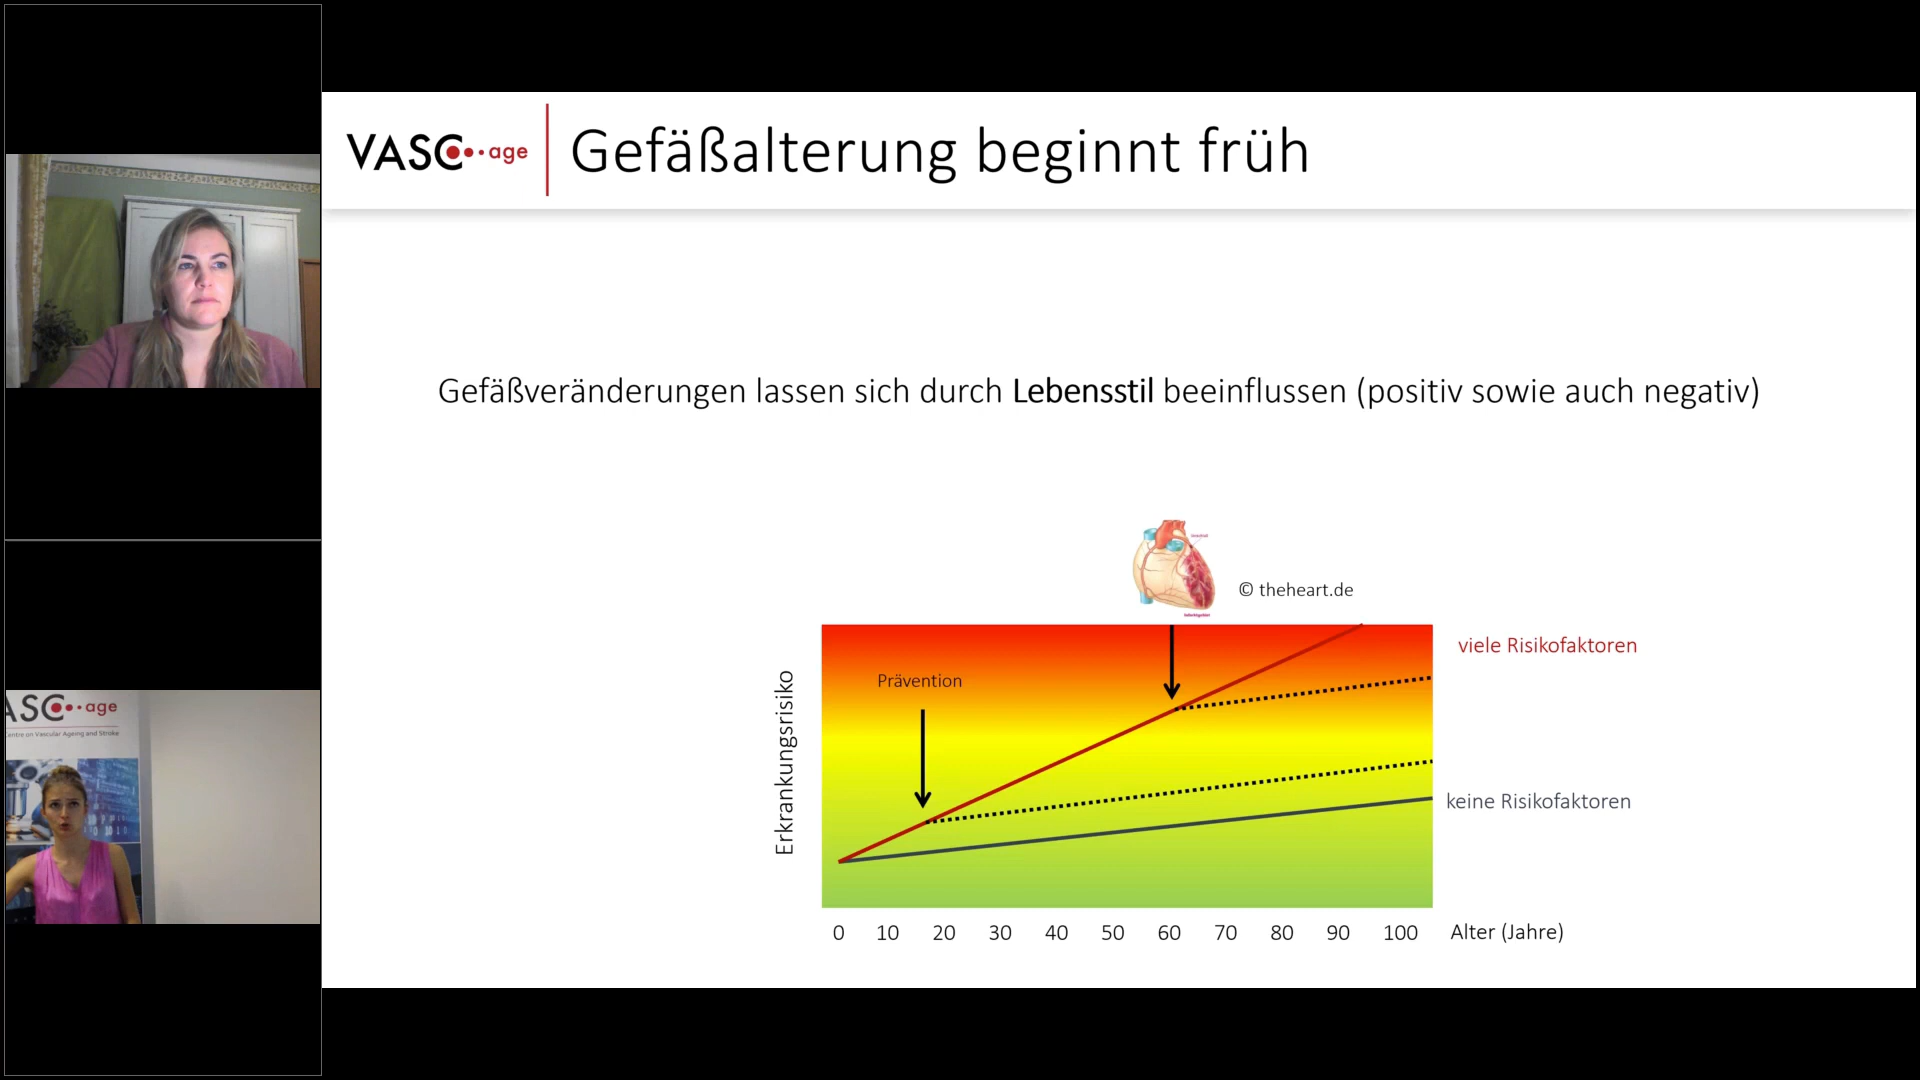 VASC age
Gefäßalterung beginnt früh
Gefäßveränderungen lassen sich durch Lebensstil beeinflussen (positiv sowie auch negativ)
© theheart.de
viele Risikofaktoren
Prävention
Erkrankungsrisiko
keine Risikofaktoren
0 10 20 30 40 50 60 70 80 90 100 Alter (Jahre)
ASC age
entre on Vascular Ageing and Stroke